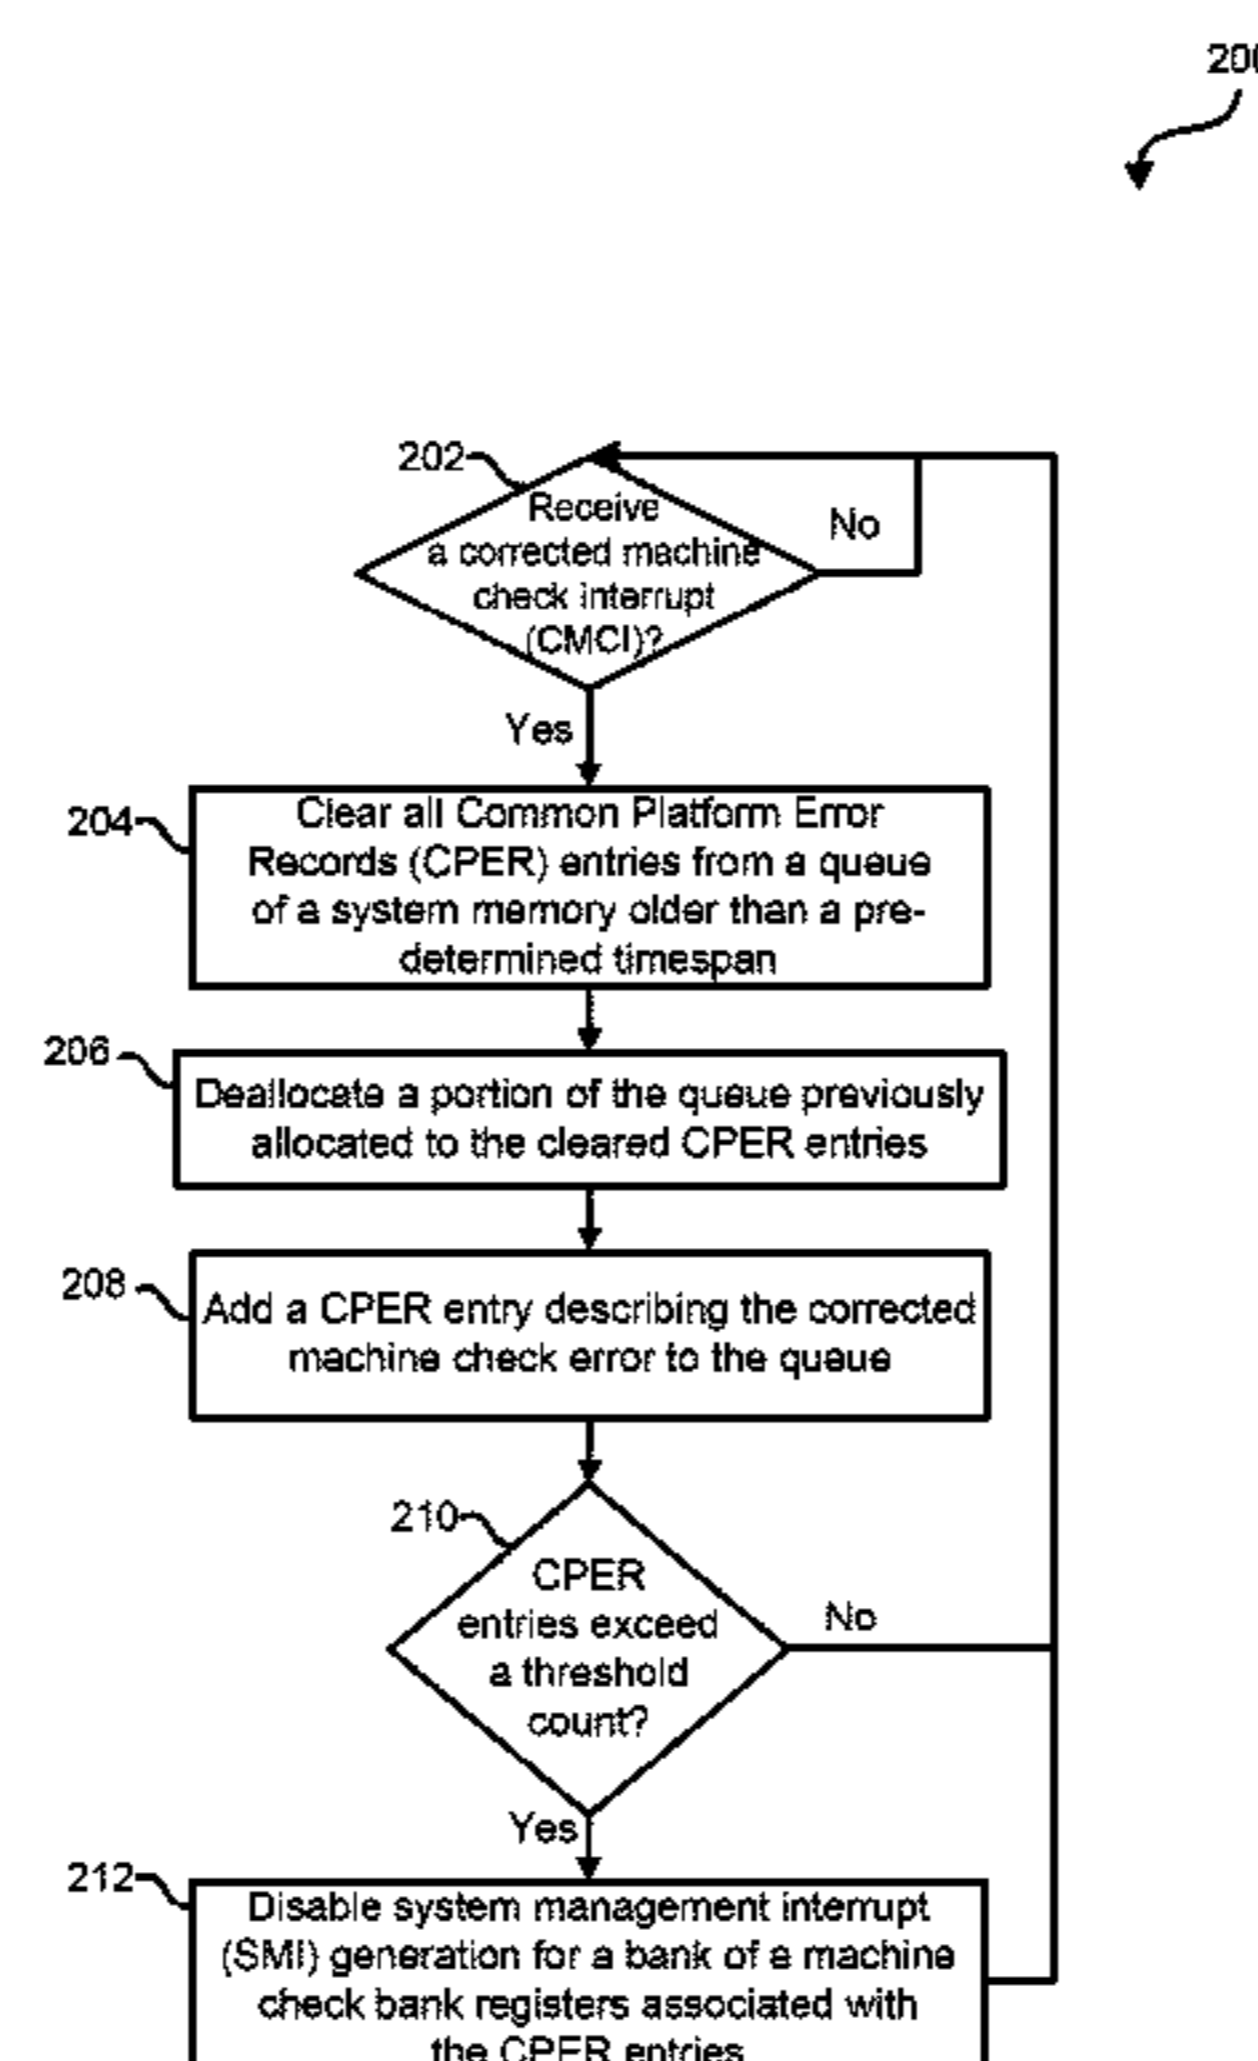 200
202
Receive
a corrected machine
check interrupt
(CMCI)?
No
Yes
204
Clear all Common Platform Error
Records (CPER) entries from a queue
of a system memory older than a pre-
determined timespan
206
Deallocate a portion of the queue previously
allocated to the cleared CPER entries
208
Add a CPER entry describing the corrected
machine check error to the queue
210
CPER
entries exceed
a threshold
count?
No
Yes
212
Disable system management interrupt
(SMI) generation for a bank of a machine
check bank registers associated with
the CPER entries